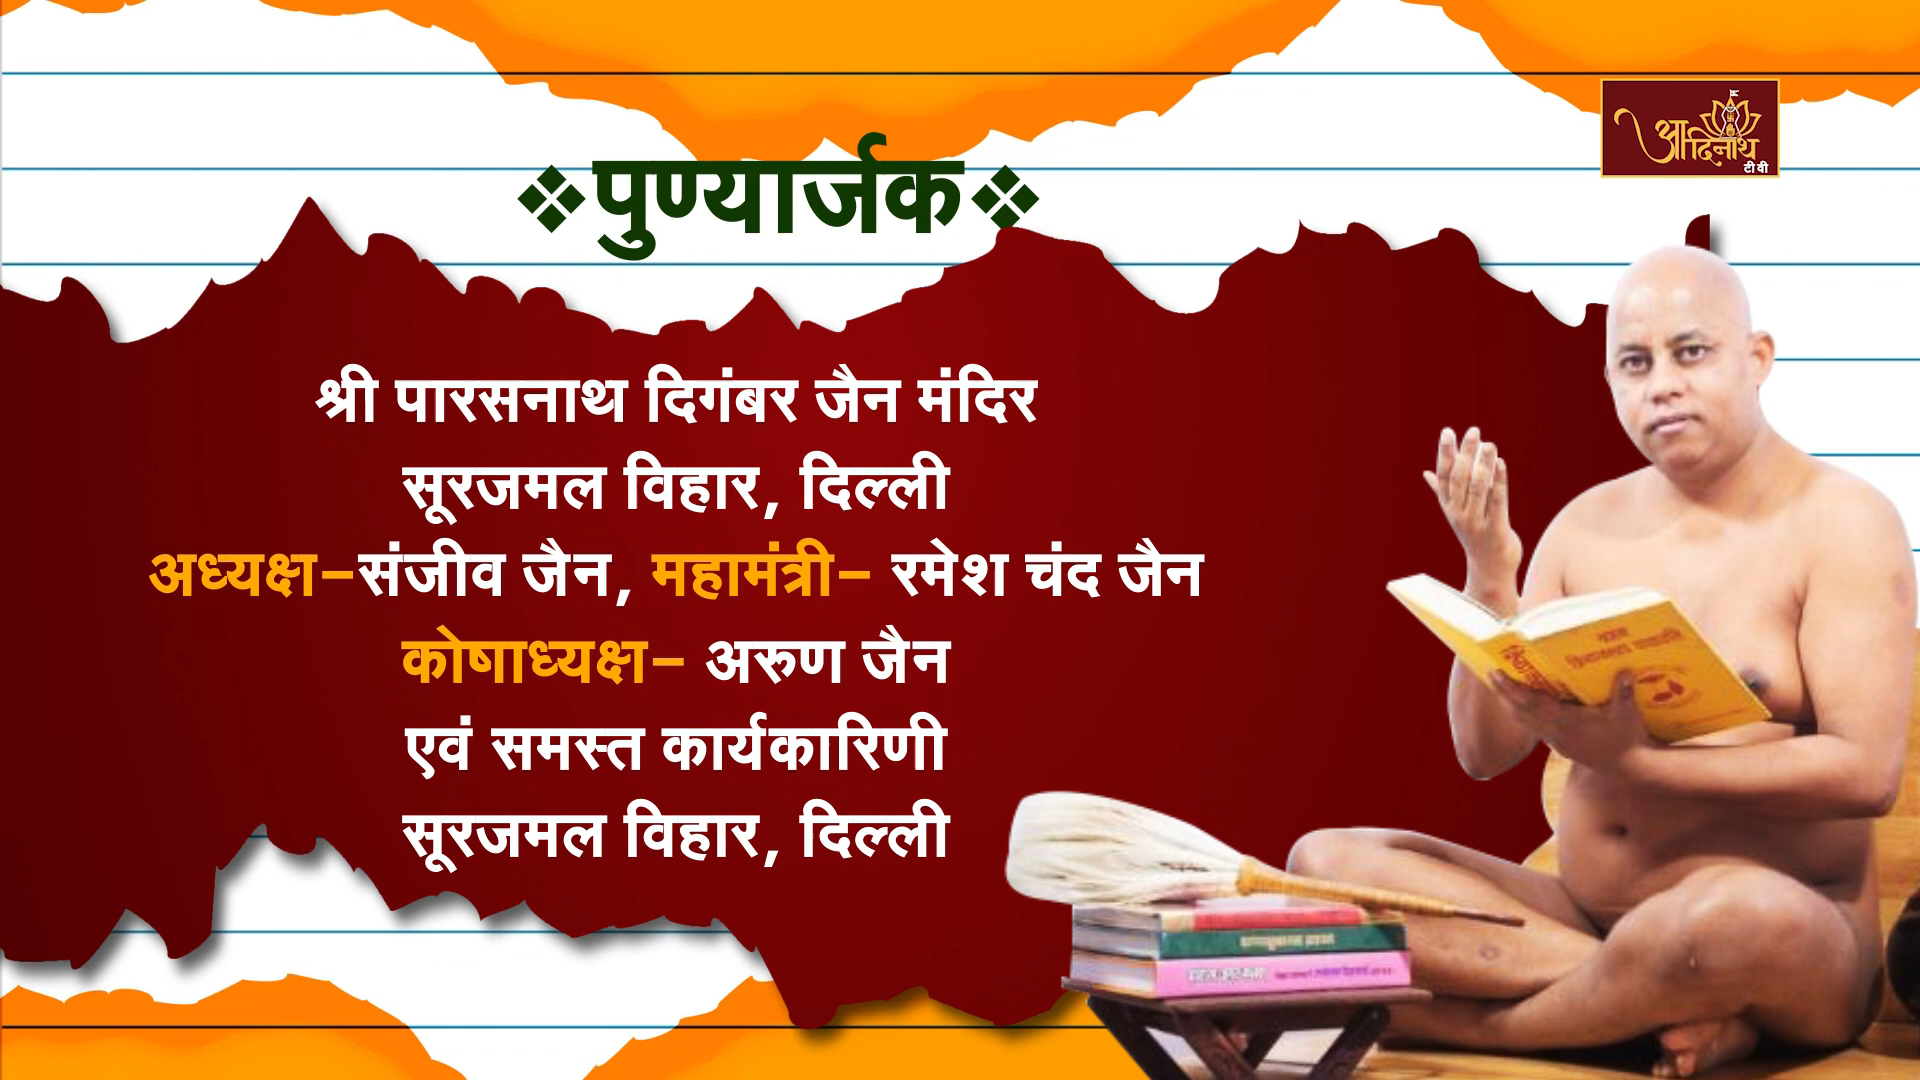 ❖पुण्यार्जक❖
आदिनाथ
टीवी
श्री पारसनाथ दिगंबर जैन मंदिर
सूरजमल विहार, दिल्ली
अध्यक्ष–संजीव जैन, महामंत्री– रमेश चंद जैन
कोषाध्यक्ष– अरुण जैन
एवं समस्त कार्यकारिणी
सूरजमल विहार, दिल्ली